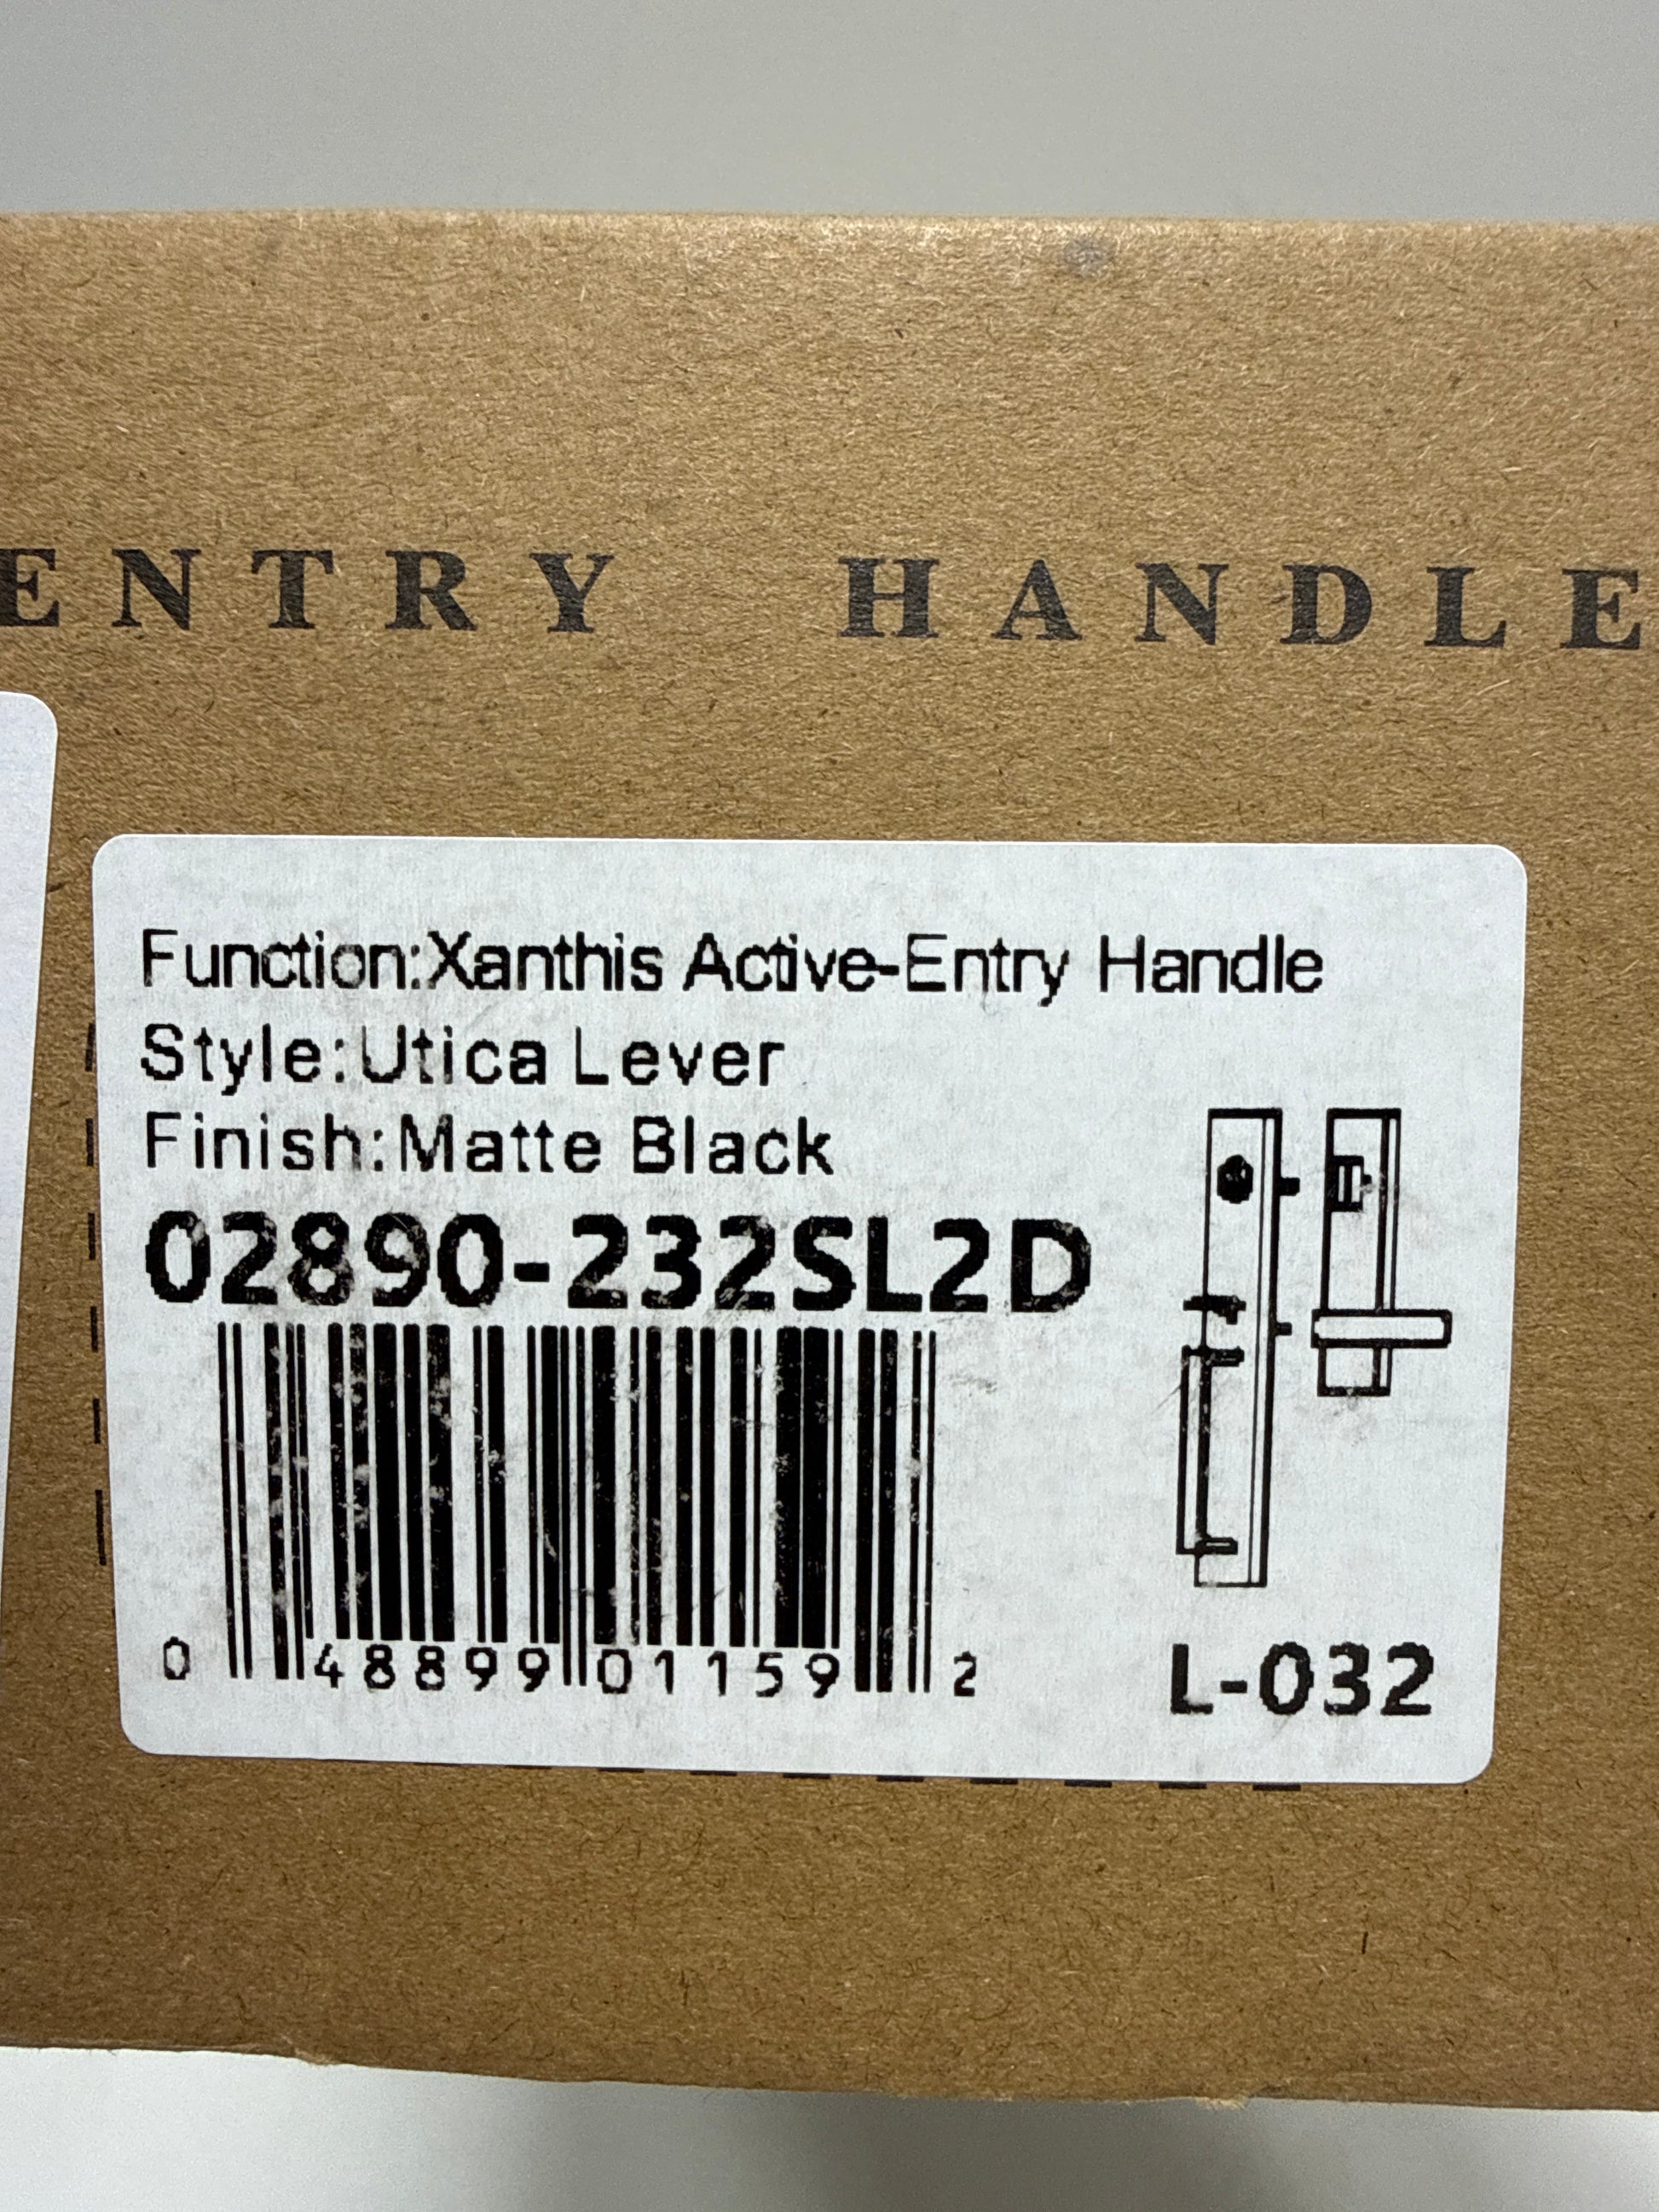 ENTRY HANDLE
Function:Xanthis Active-Entry Handle
Style:Utica Lever
Finish:Matte Black
02890-232SL2D
0 48899 01159 2
L-032